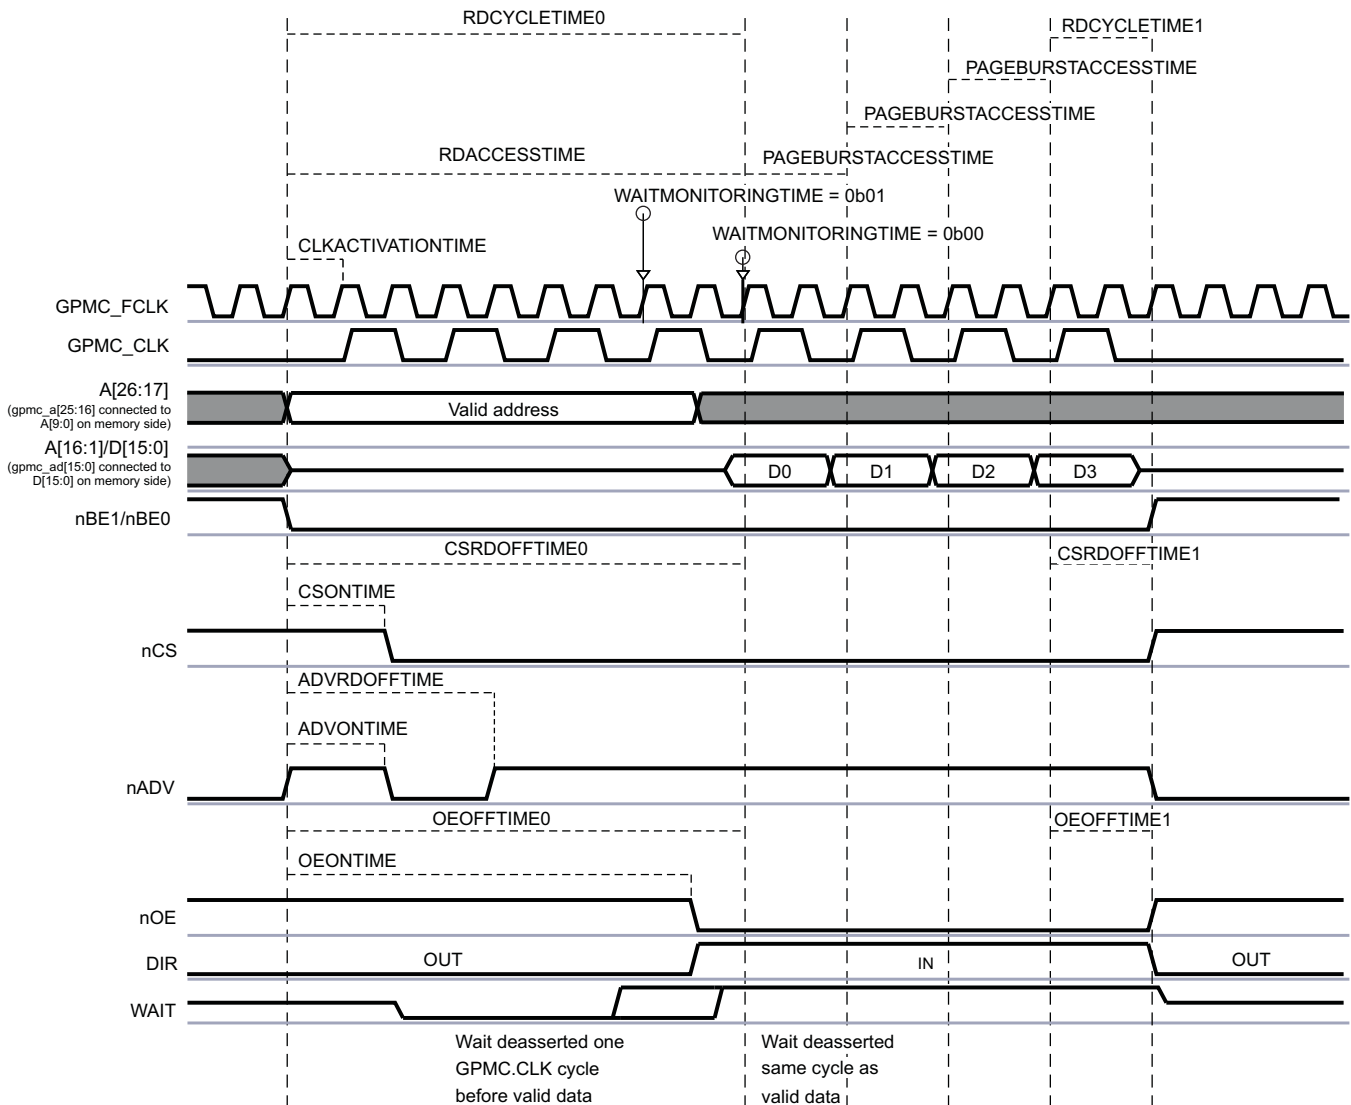 RDCYCLETIME0
RDCYCLETIME1
PAGEBURSTACCESSTIME
PAGEBURSTACCESSTIME
RDACCESSTIME
PAGEBURSTACCESSTIME
WAITMONITORINGTIME = 0b01
WAITMONITORINGTIME = 0b00
CLKACTIVATIONTIME
GPMC_FCLK
GPMC_CLK
A[26:17]
(gpmc_a[25:16] connected to
A[9:0] on memory side)
Valid address
A[16:1]/D[15:0]
(gpmc_ad[15:0] connected to
D[15:0] on memory side)
D0
D1
D2
D3
nBE1/nBE0
CSRDOFFTIME0
CSRDOFFTIME1
CSONTIME
nCS
ADVRDOFFTIME
ADVONTIME
nADV
OEOFFTIME0
OEOFFTIME1
OEONTIME
nOE
DIR
OUT
IN
OUT
WAIT
Wait deasserted one
GPMC.CLK cycle
before valid data
Wait deasserted
same cycle as
valid data